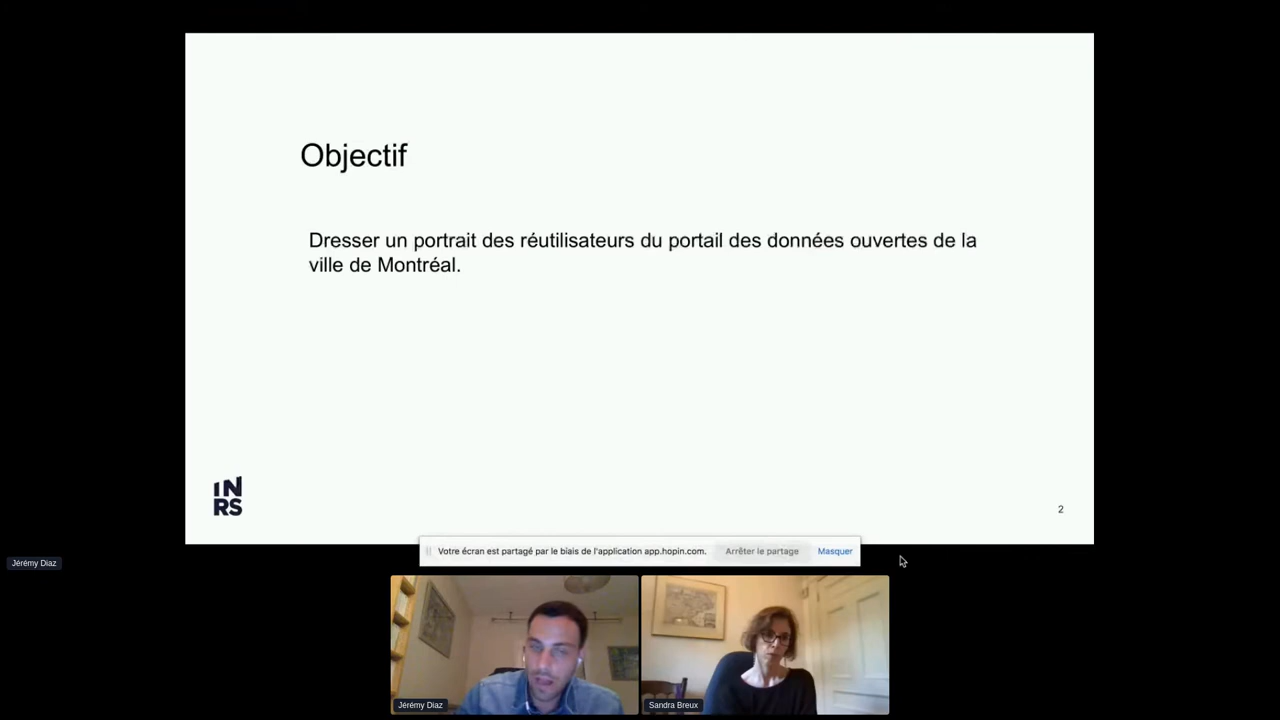 Objectif
Dresser un portrait des réutilisateurs du portail des données ouvertes de la
ville de Montréal.
INRS
2
Votre écran est partagé par le biais de l'application app.hopin.com.
Arrêter le partage
Masquer
Jérémy Diaz
Jérémy Diaz
Sandra Breux